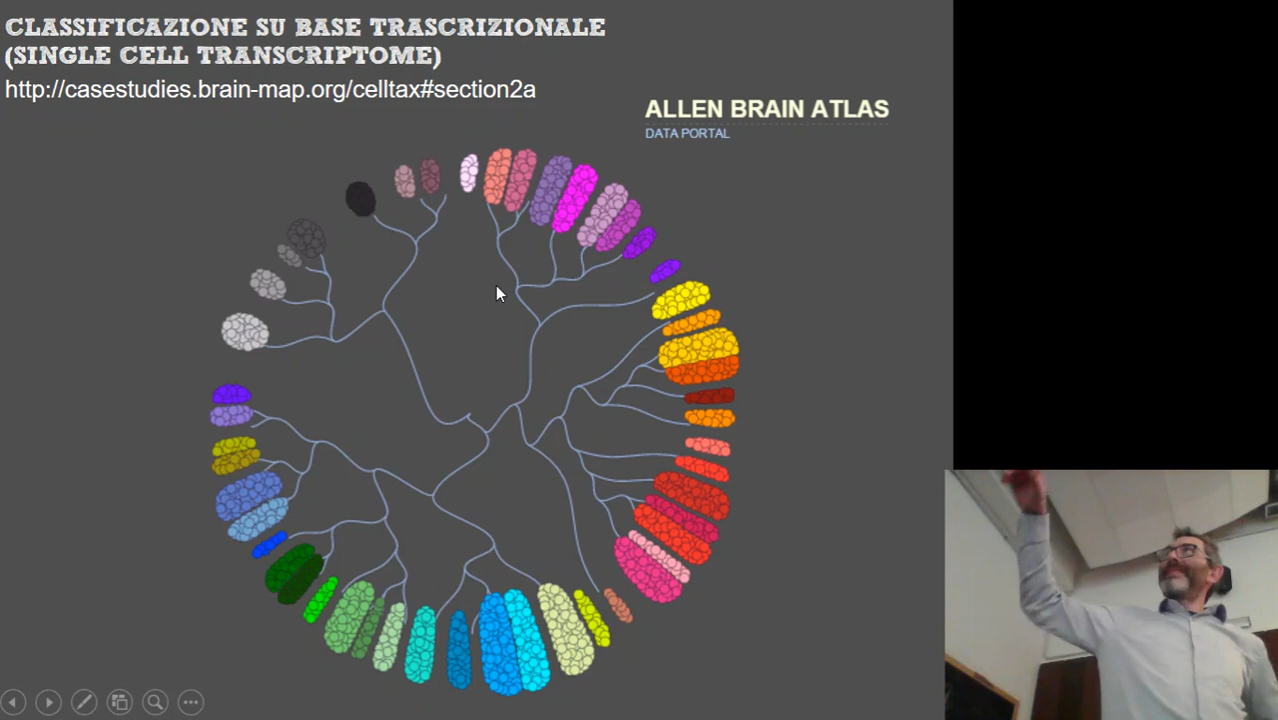 CLASSIFICAZIONE SU BASE TRASCRIZIONALE
(SINGLE CELL TRANSCRIPTOME)
http://casestudies.brain-map.org/celltax#section2a
ALLEN BRAIN ATLAS
DATA PORTAL